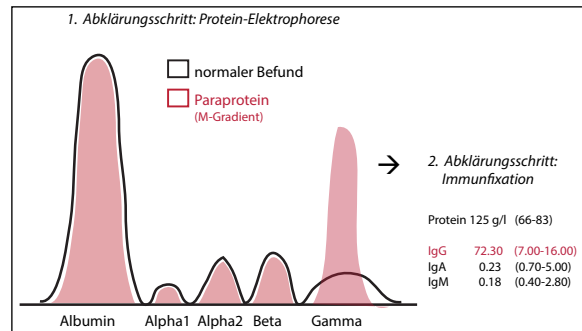 1. Abklärungsschritt: Protein-Elektrophorese
normaler Befund
Paraprotein
(M-Gradient)
→
2. Abklärungsschritt:
Immunfixation
Protein 125 g/l (66-83)
IgG 72.30 (7.00-16.00)
IgA 0.23 (0.70-5.00)
IgM 0.18 (0.40-2.80)
Albumin Alpha1 Alpha2 Beta Gamma